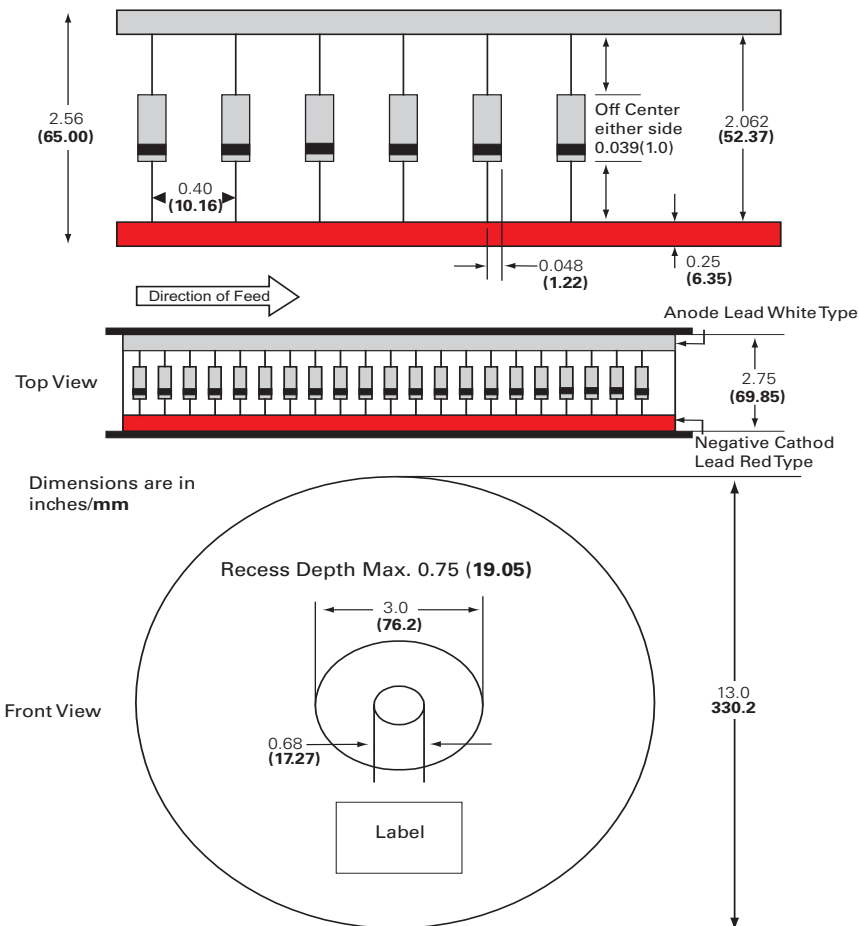 2.56
(65.00)
0.40
(10.16)
Off Center
either side
0.039(1.0)
2.062
(52.37)
0.048
(1.22)
0.25
(6.35)
Direction of Feed
Anode Lead White Type
Top View
2.75
(69.85)
Negative Cathod
Lead Red Type
Dimensions are in
inches/mm
Recess Depth Max. 0.75 (19.05)
3.0
(76.2)
Front View
13.0
330.2
0.68
(17.27)
Label